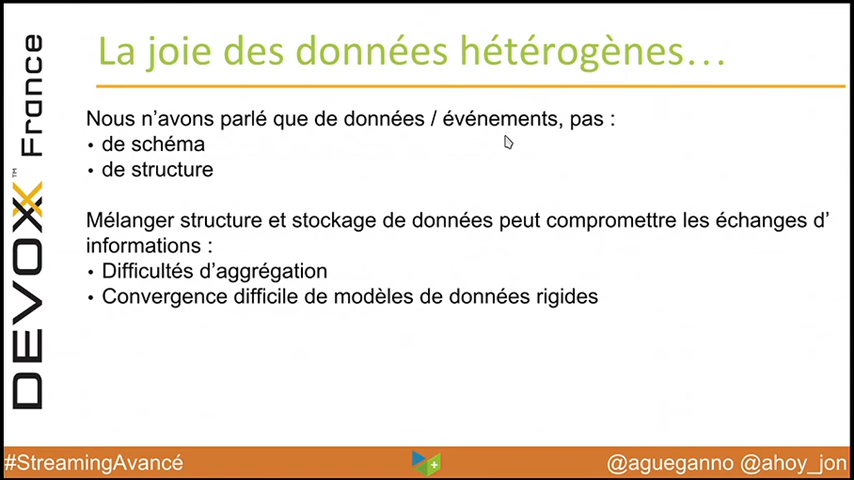 La joie des données hétérogènes…
Nous n’avons parlé que de données / événements, pas :
• de schéma
• de structure
Mélanger structure et stockage de données peut compromettre les échanges d’
informations :
• Difficultés d’aggrégation
• Convergence difficile de modèles de données rigides
DEVOXX™ France
#StreamingAvancé
@agueganno @ahoy_jon